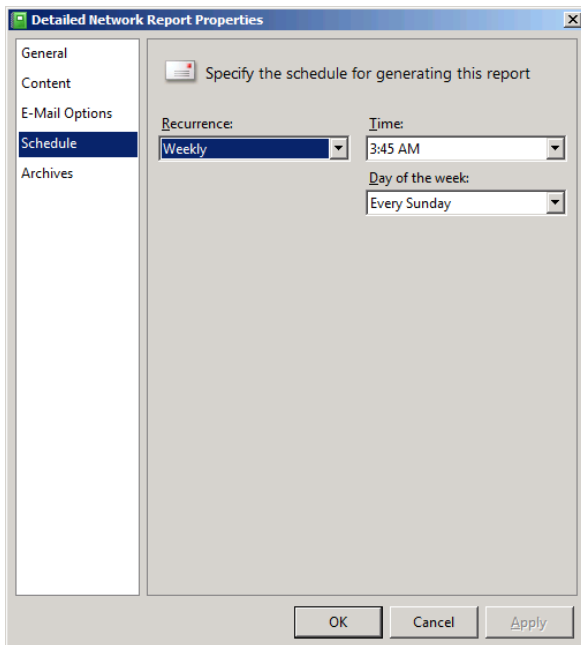 Detailed Network Report Properties
General
Content
E-Mail Options
Schedule
Archives
Specify the schedule for generating this report
Recurrence:
Time:
Weekly
3:45 AM
Day of the week:
Every Sunday
OK
Cancel
Apply